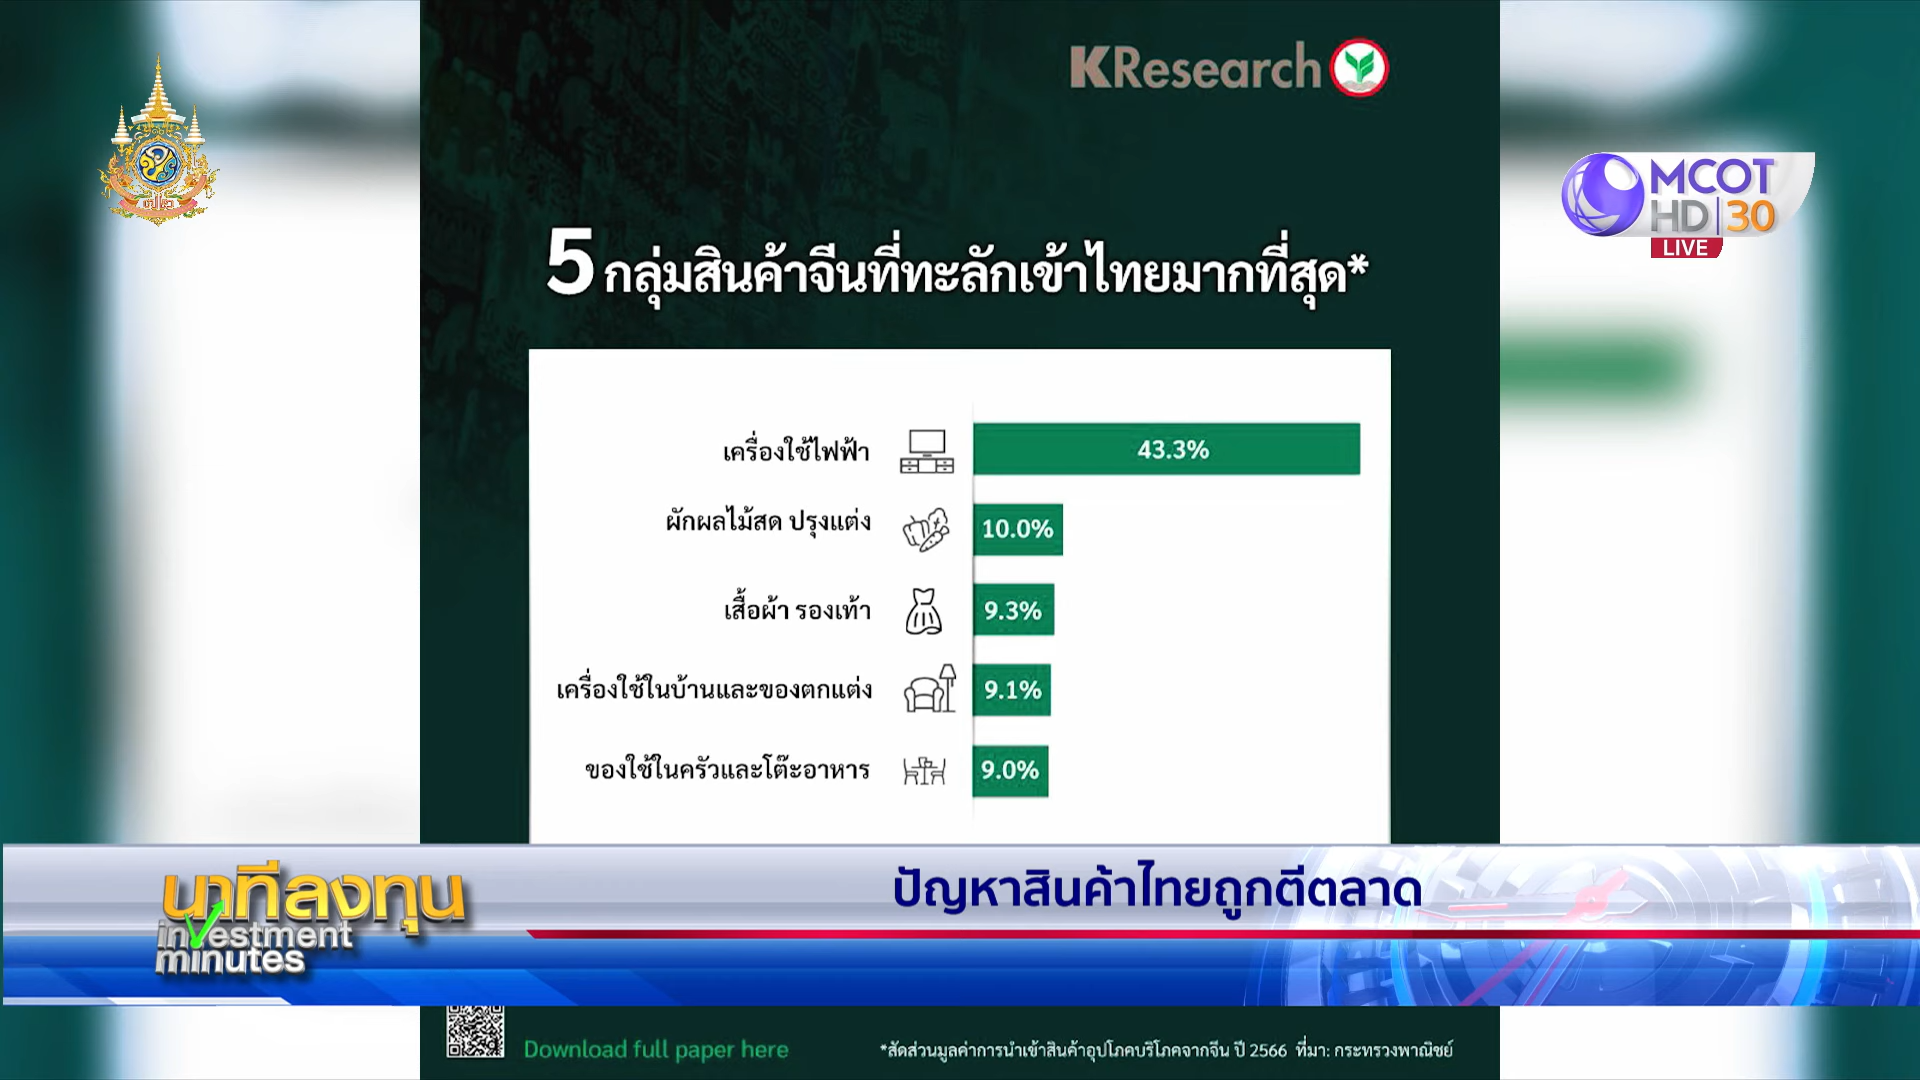 KResearch
MCOT
HD 30
LIVE
5 กลุ่มสินค้าจีนที่ทะลักเข้าไทยมากที่สุด*
เครื่องใช้ไฟฟ้า 43.3%
ผักผลไม้สด ปรุงแต่ง 10.0%
เสื้อผ้า รองเท้า 9.3%
เครื่องใช้ในบ้านและของตกแต่ง 9.1%
ของใช้ในครัวและโต๊ะอาหาร 9.0%
นาทีลงทุน
investment
minutes
ปัญหาสินค้าไทยถูกตีตลาด
Download full paper here
*สัดส่วนมูลค่าการนำเข้าสินค้าอุปโภคบริโภคจากจีน ปี 2566 ที่มา: กระทรวงพาณิชย์